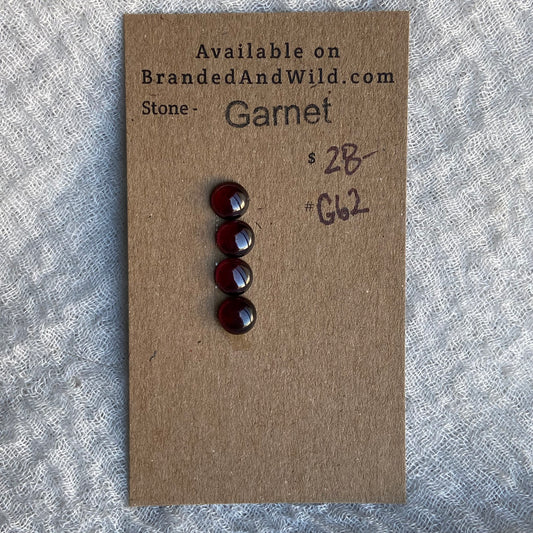 Available on
BrandedAndWild.com
Stone - Garnet
$ 28-
# G62